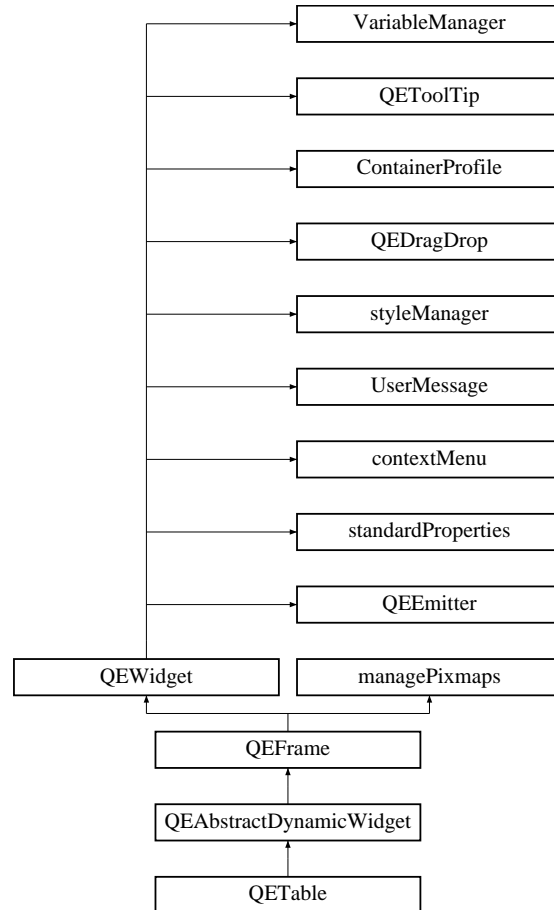 VariableManager
QEToolTip
ContainerProfile
QEDragDrop
styleManager
UserMessage
contextMenu
standardProperties
QEEmitter
QEWidget
managePixmaps
QEFrame
QEAbstractDynamicWidget
QETable